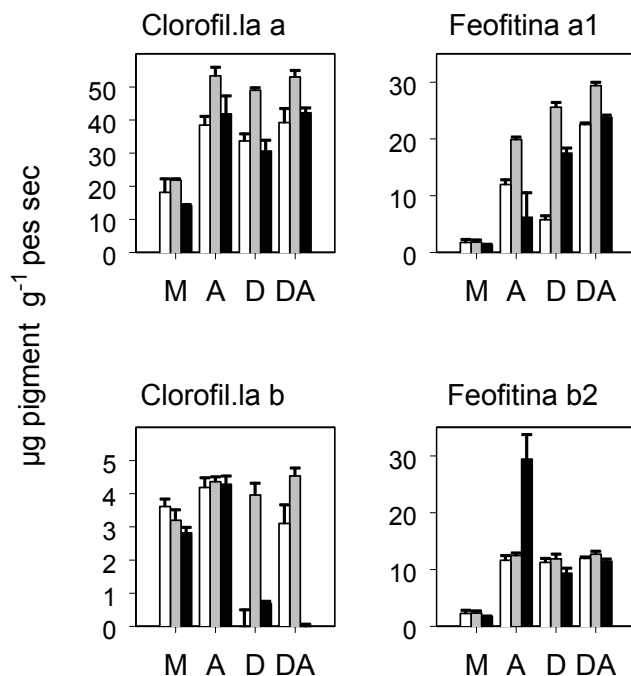 Clorofil.la a
50
40
30
20
10
0
M A D DA
Feofitina a1
30
20
10
0
M A D DA
µg pigment g⁻¹ pes sec
Clorofil.la b
5
4
3
2
1
0
M A D DA
Feofitina b2
30
20
10
0
M A D DA